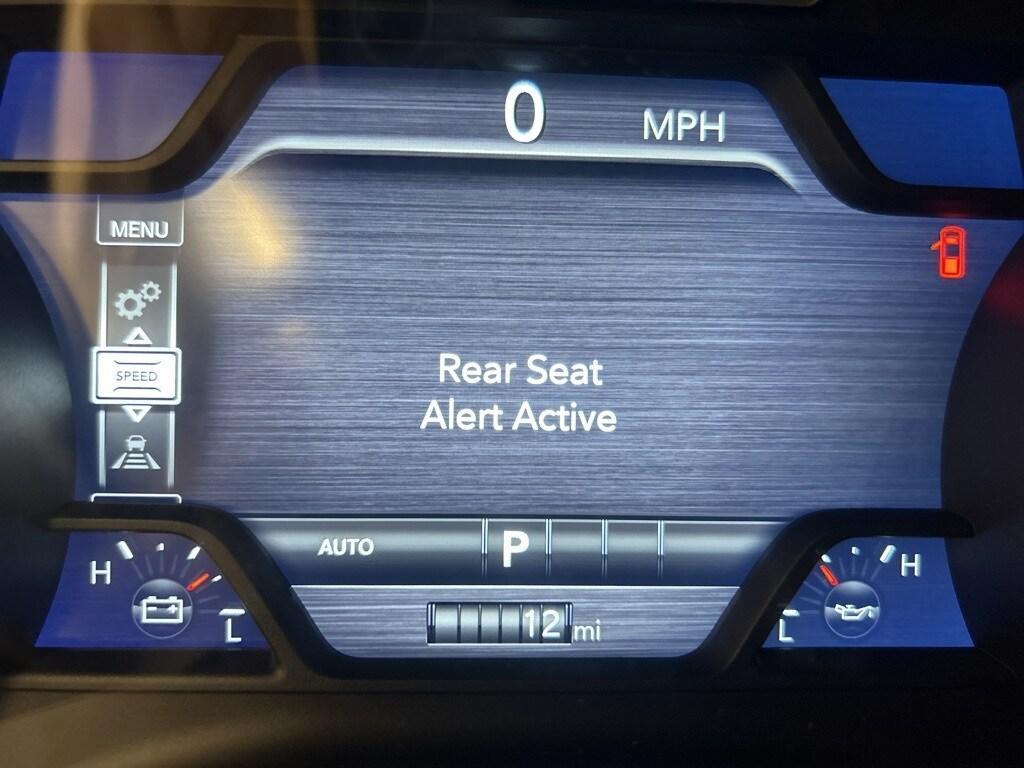 0 MPH
MENU
SPEED
Rear Seat
Alert Active
AUTO P
H H
L L
12 mi